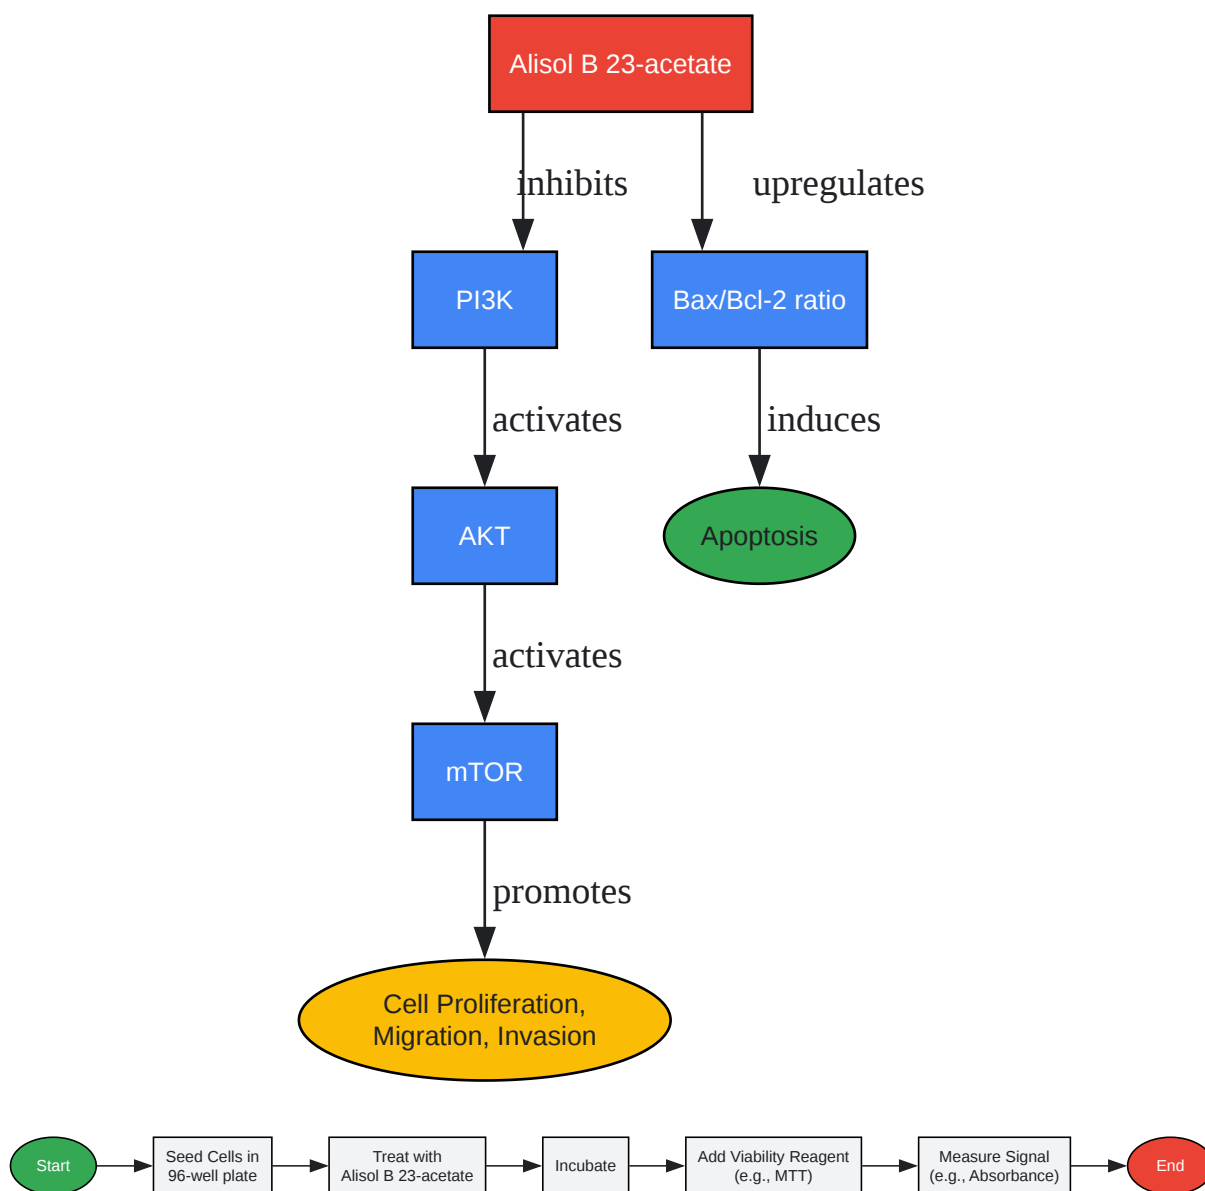 Alisol B 23-acetate
inhibits
upregulates
PI3K
Bax/Bcl-2 ratio
activates
induces
AKT
Apoptosis
activates
mTOR
promotes
Cell Proliferation,
Migration, Invasion
Start
Seed Cells in
96-well plate
Treat with
Alisol B 23-acetate
Incubate
Add Viability Reagent
(e.g., MTT)
Measure Signal
(e.g., Absorbance)
End